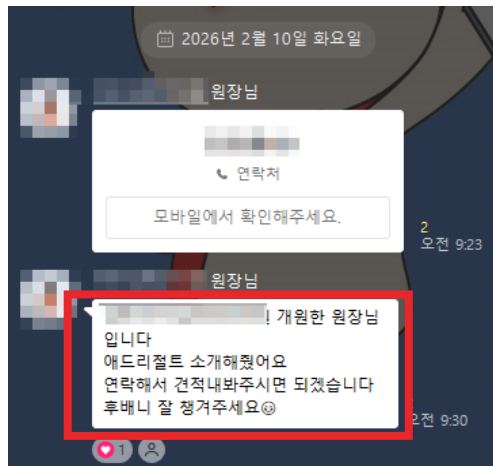 2026년 2월 10일 화요일
원장님
연락처
모바일에서 확인해주세요.
2
오전 9:23
원장님
개원한 원장님
입니다
애드리절트 소개해줬어요
연락해서 견적내봐주시면 되겠습니다
후배니 잘 챙겨주세요😃
오전 9:30
1